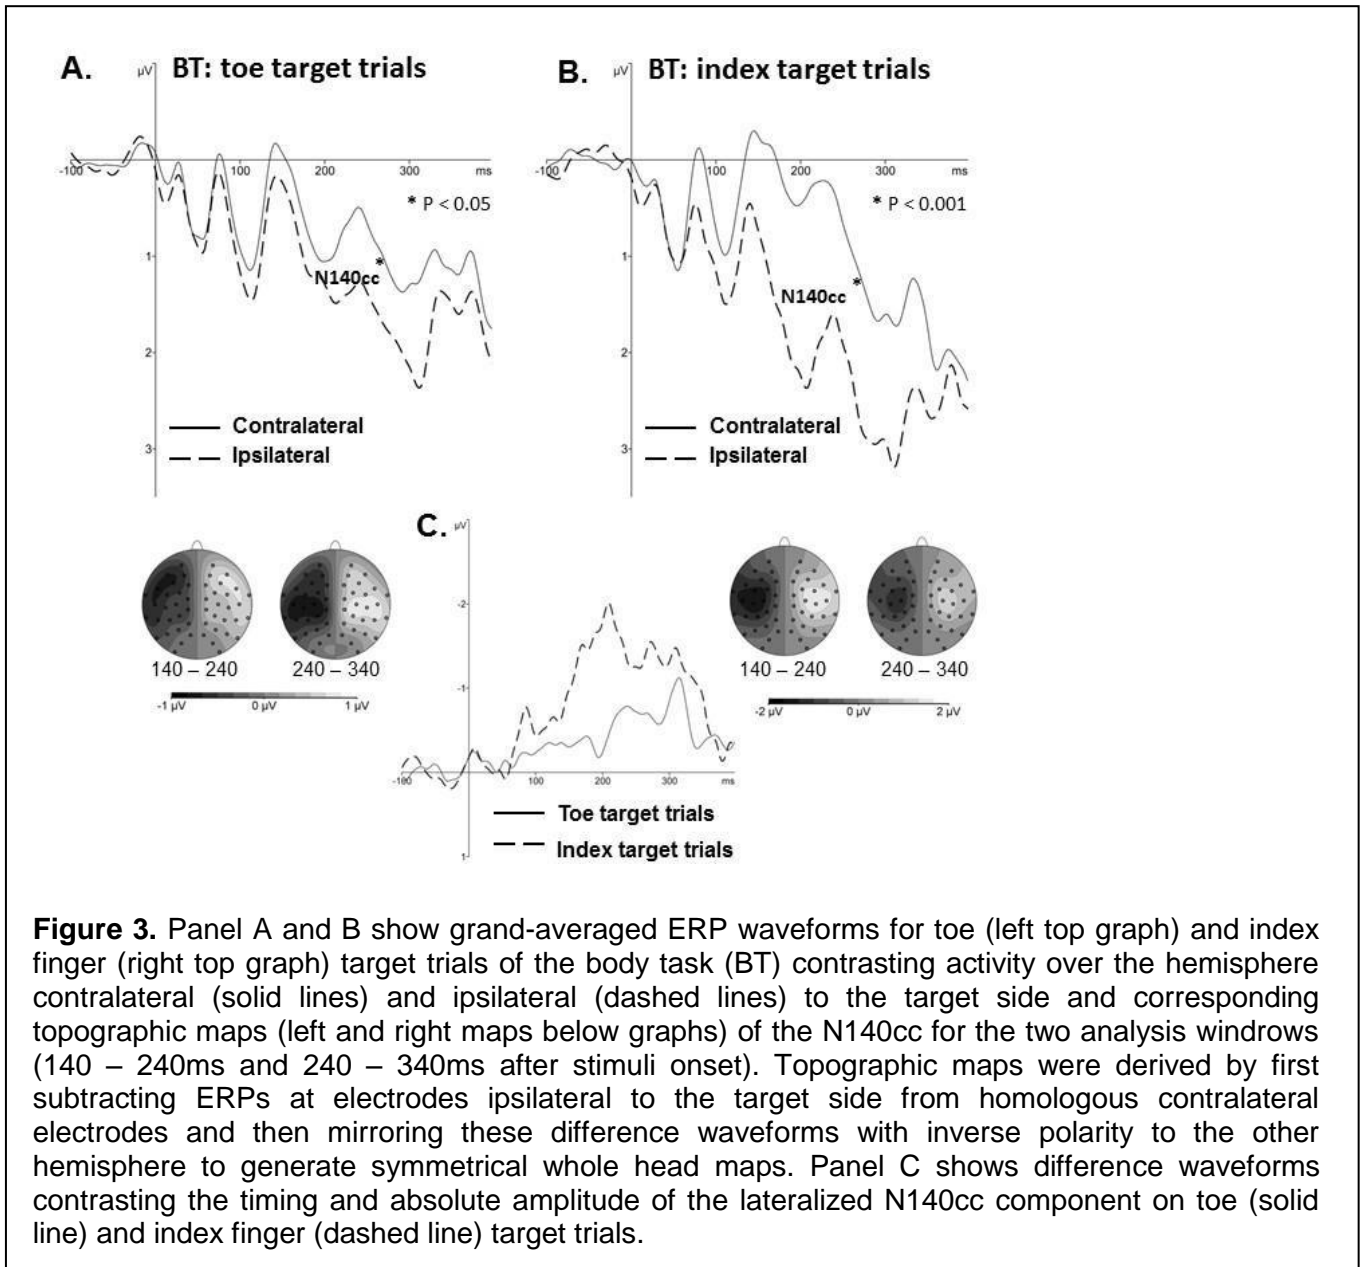 A.
μV
BT: toe target trials
-100
100
200
300
ms
* P < 0.05
1
*
N140cc
2
Contralateral
Ipsilateral
3
B.
μV
BT: index target trials
-100
100
200
300
ms
* P < 0.001
1
*
N140cc
2
Contralateral
Ipsilateral
3
140 – 240
240 – 340
-1 μV
0 μV
1 μV
C.
μV
-2
-1
-100
100
200
300
ms
Toe target trials
Index target trials
1
140 – 240
240 – 340
-2 μV
0 μV
2 μV
Figure 3. Panel A and B show grand-averaged ERP waveforms for toe (left top graph) and index
finger (right top graph) target trials of the body task (BT) contrasting activity over the hemisphere
contralateral (solid lines) and ipsilateral (dashed lines) to the target side and corresponding
topographic maps (left and right maps below graphs) of the N140cc for the two analysis windrows
(140 – 240ms and 240 – 340ms after stimuli onset). Topographic maps were derived by first
subtracting ERPs at electrodes ipsilateral to the target side from homologous contralateral
electrodes and then mirroring these difference waveforms with inverse polarity to the other
hemisphere to generate symmetrical whole head maps. Panel C shows difference waveforms
contrasting the timing and absolute amplitude of the lateralized N140cc component on toe (solid
line) and index finger (dashed line) target trials.